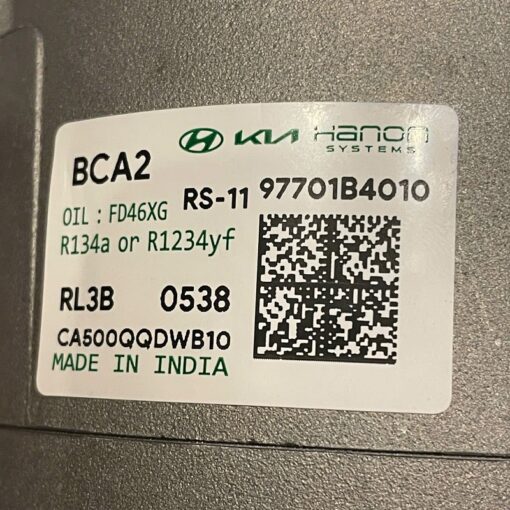 BCA2
KIA Hanon
SYSTEMS
RS-11 97701B4010
OIL : FD46XG
R134a or R1234yf
RL3B 0538
CA500QQDWB10
MADE IN INDIA